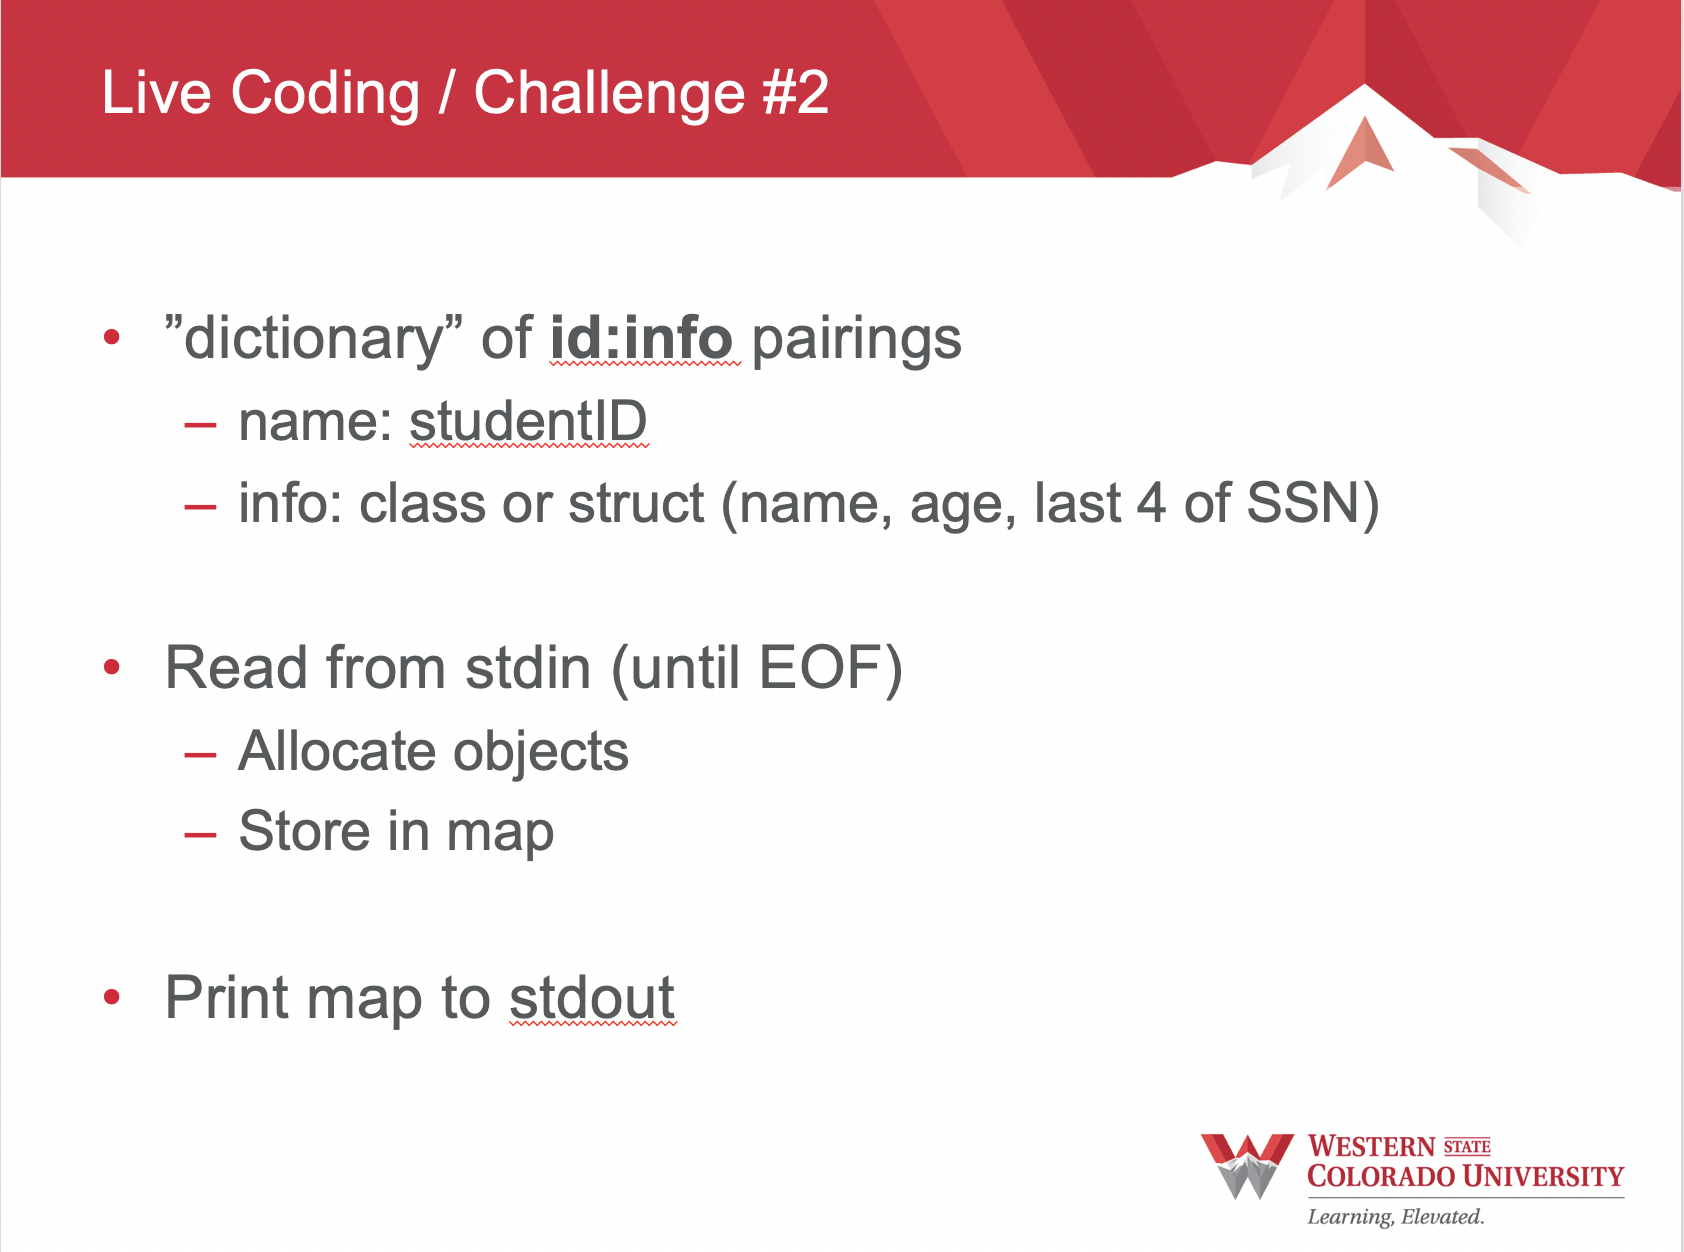 Live Coding / Challenge #2
• ”dictionary” of id:info pairings
– name: studentID
– info: class or struct (name, age, last 4 of SSN)
• Read from stdin (until EOF)
– Allocate objects
– Store in map
• Print map to stdout
WESTERN STATE
COLORADO UNIVERSITY
Learning, Elevated.